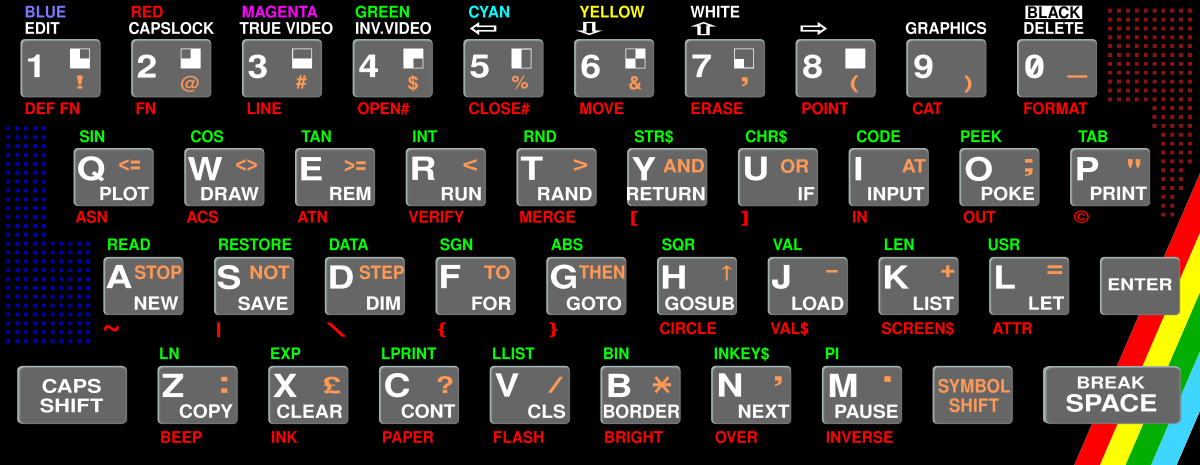 BLUE RED MAGENTA GREEN CYAN YELLOW WHITE BLACK
EDIT CAPSLOCK TRUE VIDEO INV.VIDEO ⇦ ⇩ ⇧ ⇨ GRAPHICS DELETE
1 ! 2 @ 3 # 4 $ 5 % 6 & 7 ' 8 ( 9 ) 0 _
DEF FN FN LINE OPEN# CLOSE# MOVE ERASE POINT CAT FORMAT
SIN COS TAN INT RND STR$ CHR$ CODE PEEK TAB
Q <= W <> E >= R < T > Y AND U OR I AT O ; P "
PLOT DRAW REM RUN RAND RETURN IF INPUT POKE PRINT
ASN ACS ATN VERIFY MERGE [ ] IN OUT ©
READ RESTORE DATA SGN ABS SQR VAL LEN USR
A STOP S NOT D STEP F TO G THEN H ↑ J − K + L = ENTER
NEW SAVE DIM FOR GOTO GOSUB LOAD LIST LET
~ | \ { } CIRCLE VAL$ SCREEN$ ATTR
LN EXP LPRINT LLIST BIN INKEY$ PI
CAPS Z : X £ C ? V / B * N , M . SYMBOL BREAK
SHIFT COPY CLEAR CONT CLS BORDER NEXT PAUSE SHIFT SPACE
BEEP INK PAPER FLASH BRIGHT OVER INVERSE